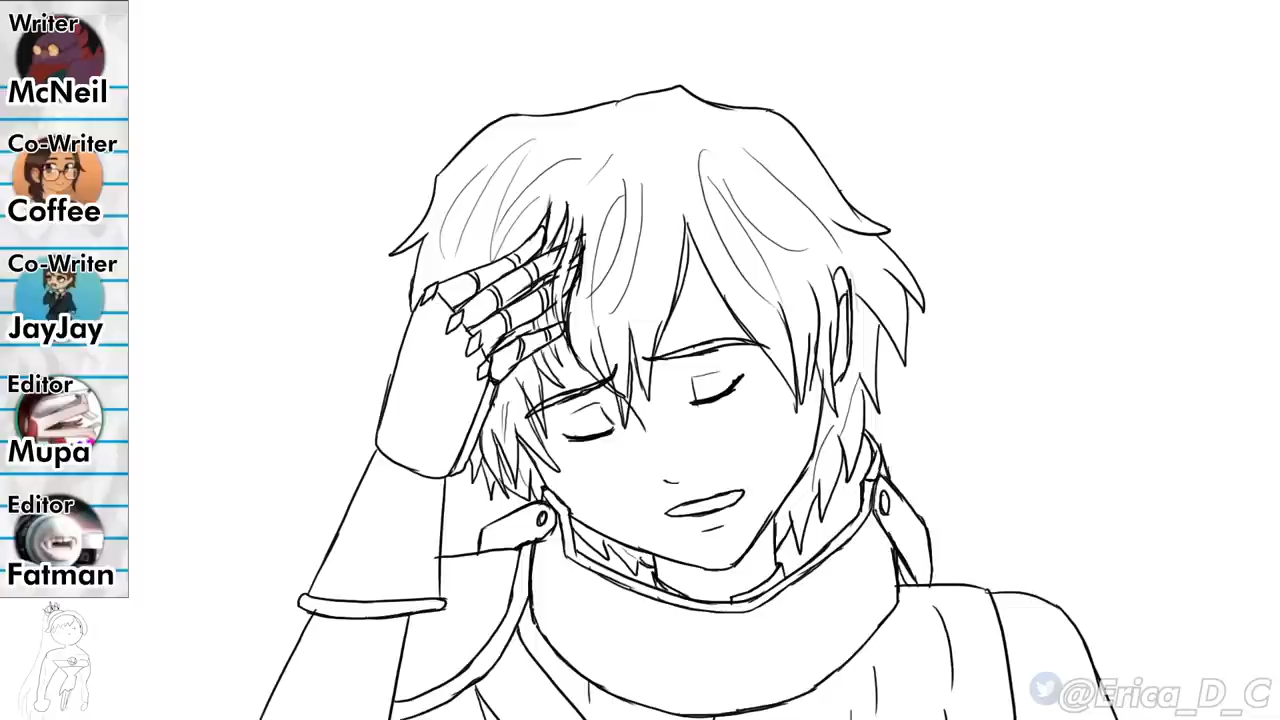 Writer
McNeil
Co-Writer
Coffee
Co-Writer
JayJay
Editor
Mupa
Editor
Fatman
@Erica_D_C